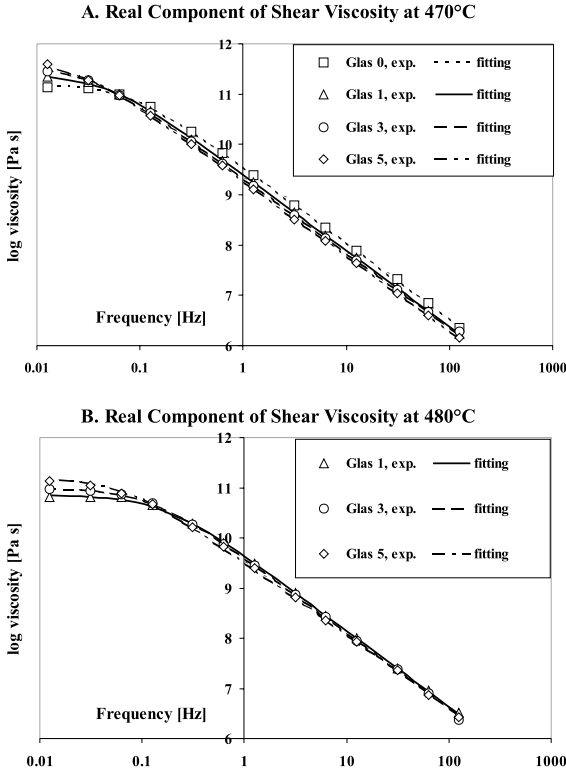 A. Real Component of Shear Viscosity at 470°C
12
11
10
9
8
7
6
log viscosity [Pa s]
Glas 0, exp. fitting
Glas 1, exp. fitting
Glas 3, exp. fitting
Glas 5, exp. fitting
Frequency [Hz]
0.01 0.1 1 10 100 1000
B. Real Component of Shear Viscosity at 480°C
12
11
10
9
8
7
6
log viscosity [Pa s]
Glas 1, exp. fitting
Glas 3, exp. fitting
Glas 5, exp. fitting
Frequency [Hz]
0.01 0.1 1 10 100 1000